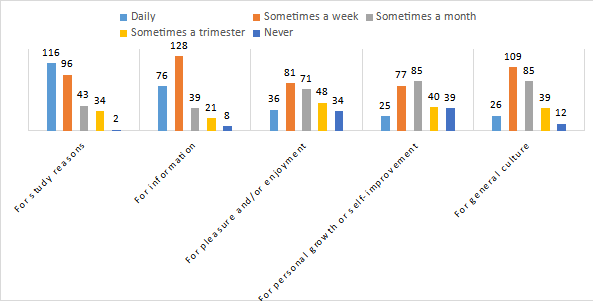 Daily Sometimes a week Sometimes a month
Sometimes a trimester Never
116 96 43 34 2
76 128 39 21 8
36 81 71 48 34
25 77 85 40 39
26 109 85 39 12
For study reasons
For information
For pleasure and/or enjoyment
For personal growth or self-improvement
For general culture